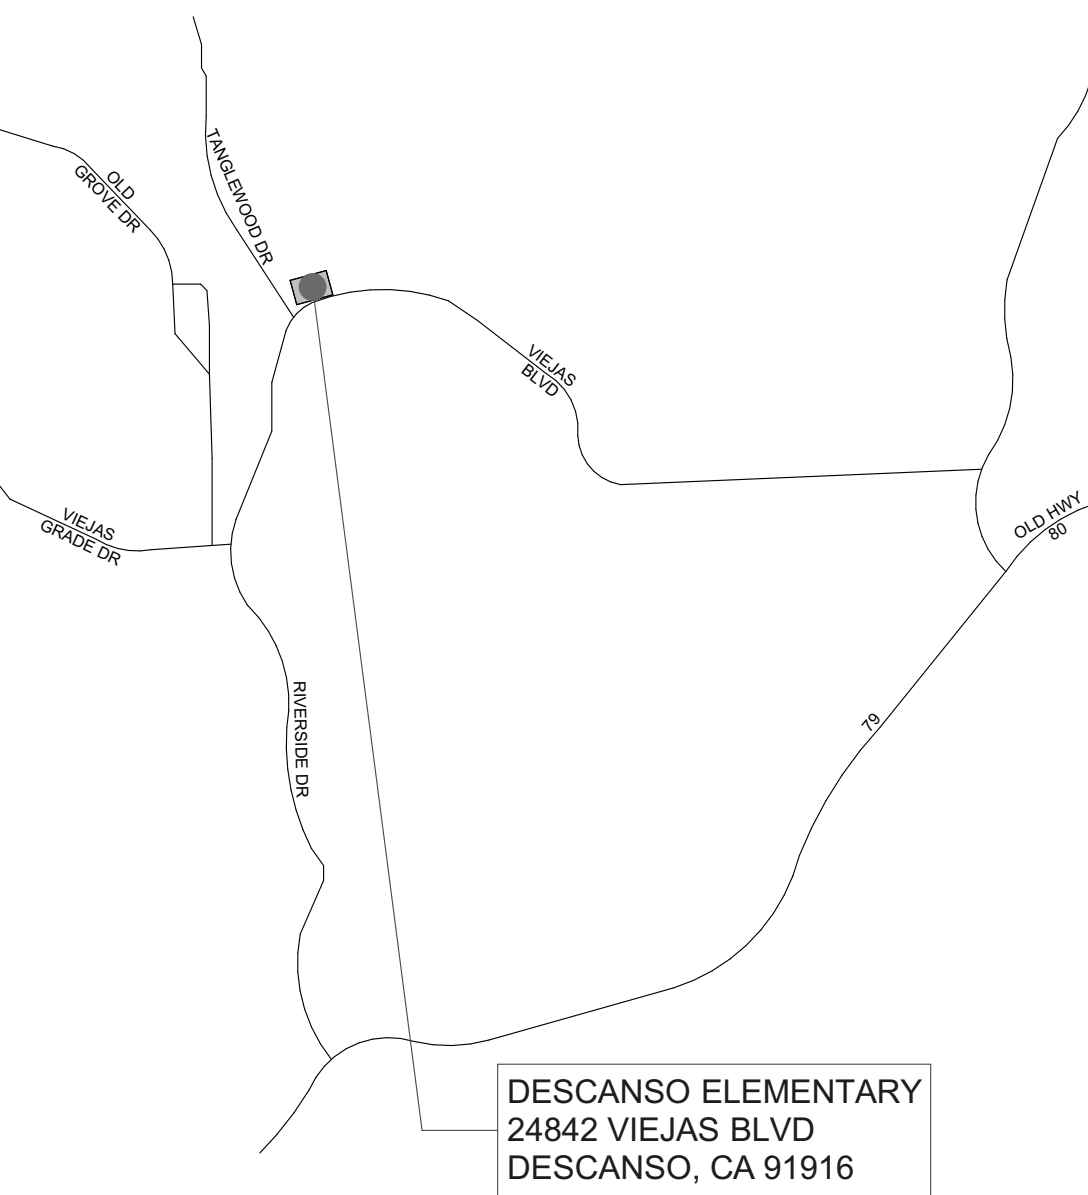 TANGLEWOOD DR
OLD
GROVE DR
VIEJAS
BLVD
VIEJAS
GRADE DR
OLD HWY
80
RIVERSIDE DR
79
DESCANSO ELEMENTARY
24842 VIEJAS BLVD
DESCANSO, CA 91916